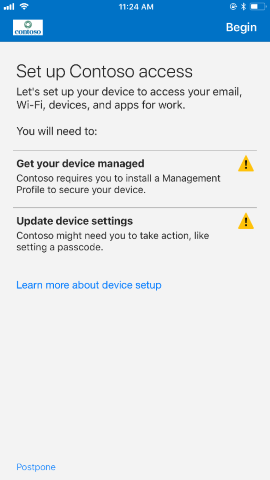 11:24 AM
contoso
Begin
Set up Contoso access
Let's set up your device to access your email,
Wi-Fi, devices, and apps for work.
You will need to:
Get your device managed
Contoso requires you to install a Management
Profile to secure your device.
Update device settings
Contoso might need you to take action, like
setting a passcode.
Learn more about device setup
Postpone